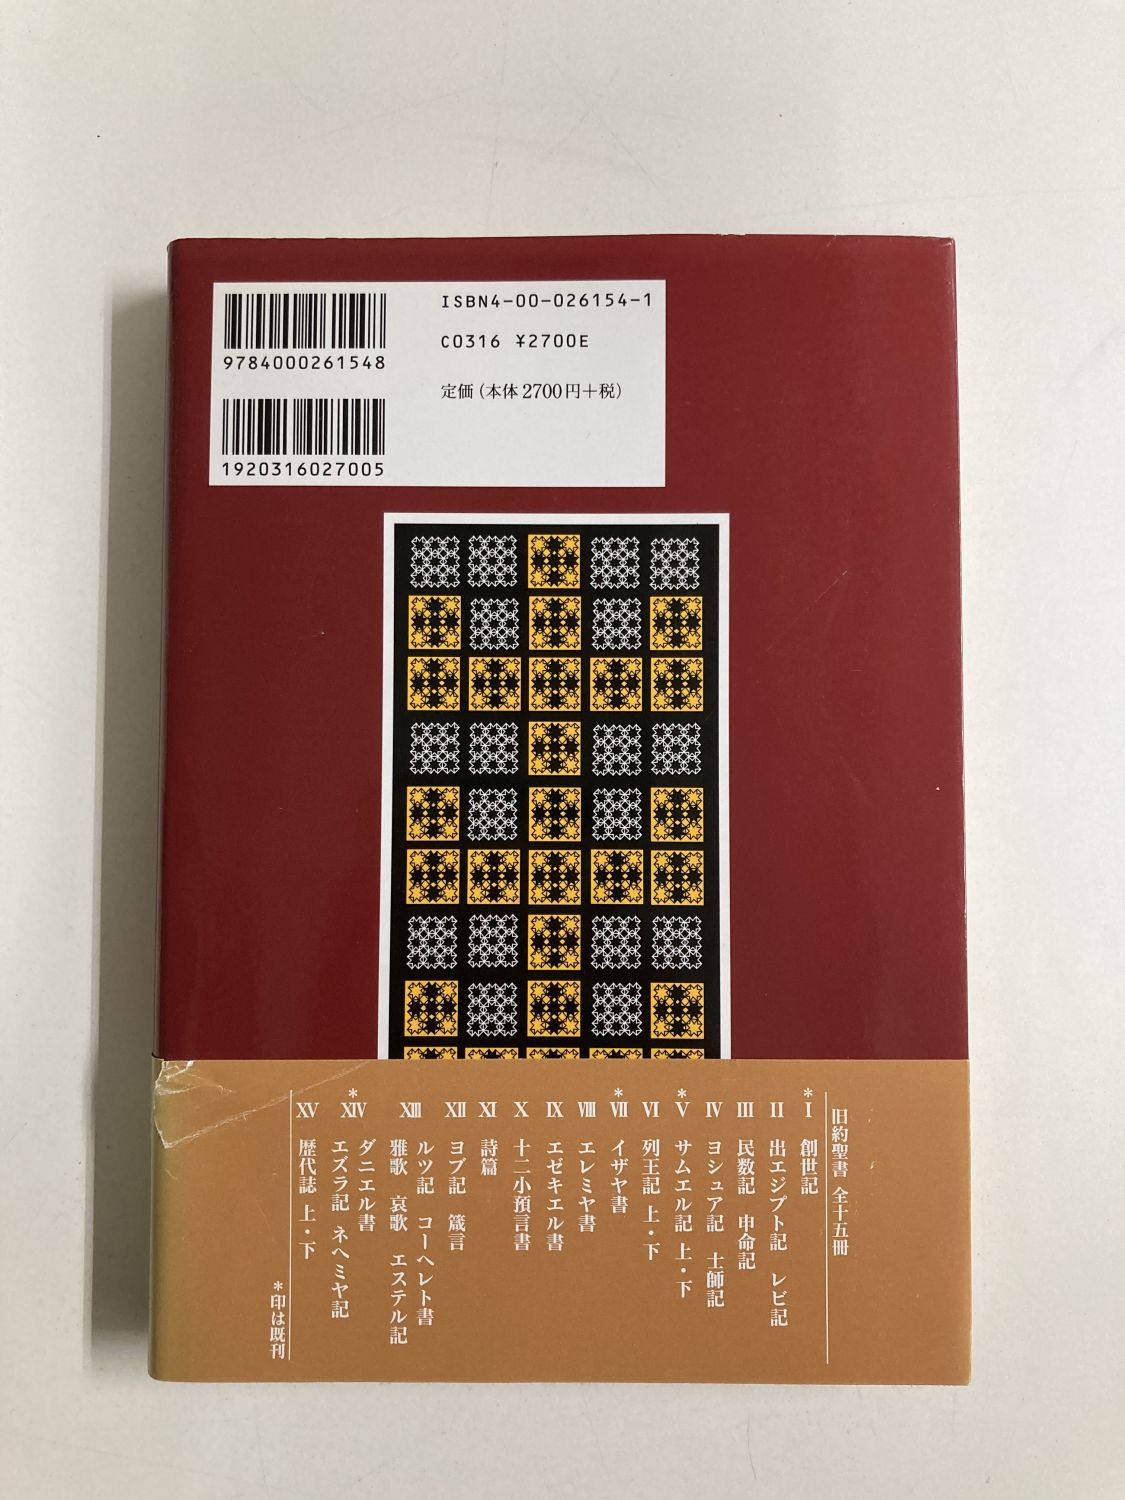 ISBN4-00-026154-1
C0316 ¥2700E
定価(本体2700円+税)
9784000261548
1920316027005
旧約聖書 全十五冊
*I 創世記
II 出エジプト記 レビ記
III 民数記 申命記
IV ヨシュア記 士師記
*V サムエル記 上・下
VI 列王記 上・下
*VII イザヤ書
VIII エレミヤ書
IX エゼキエル書
X 十二小預言書
XI 詩篇
XII ヨブ記 箴言
XIII ルツ記 コーヘレト書
雅歌 哀歌 エステル記
*XIV ダニエル書
エズラ記 ネヘミヤ記
XV 歴代誌 上・下
*印は既刊